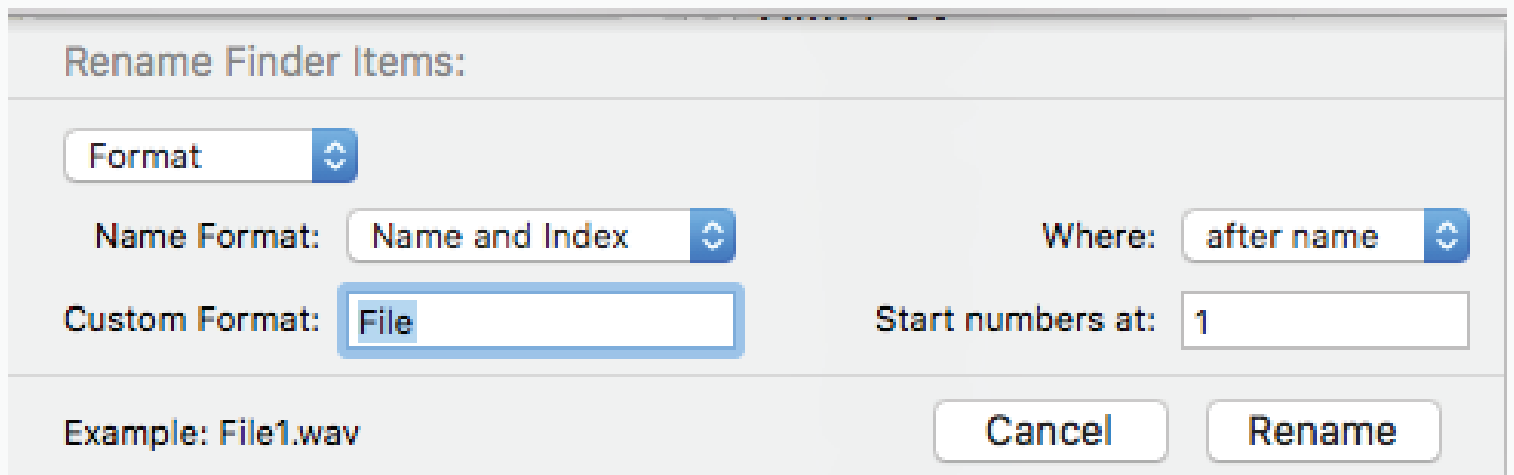 Rename Finder Items:
Format
Name Format: Name and Index Where: after name
Custom Format: File Start numbers at: 1
Example: File1.wav Cancel Rename